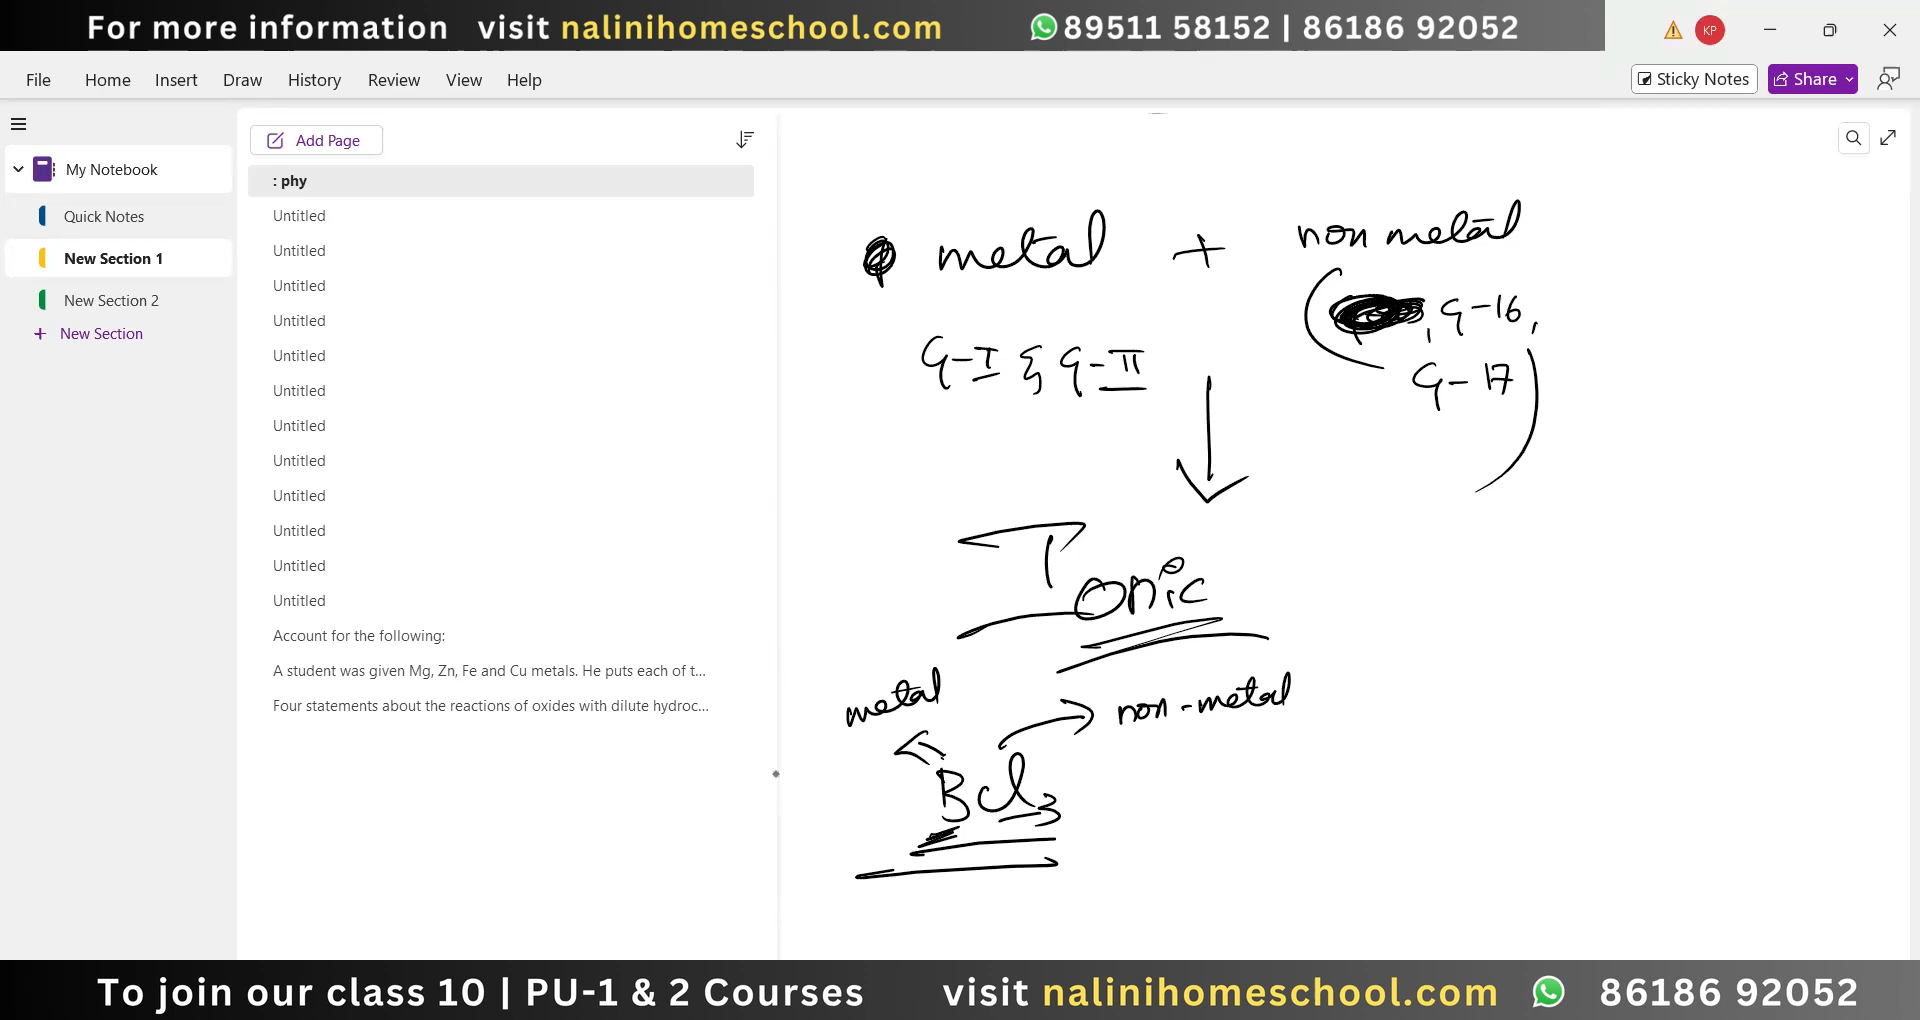 For more information visit nalinihomeschool.com 89511 58152 | 86186 92052
KP
File Home Insert Draw History Review View Help
Sticky Notes Share
My Notebook
Quick Notes
New Section 1
New Section 2
+ New Section
Add Page
: phy
Untitled
Untitled
Untitled
Untitled
Untitled
Untitled
Untitled
Untitled
Untitled
Untitled
Untitled
Untitled
Account for the following:
A student was given Mg, Zn, Fe and Cu metals. He puts each of t...
Four statements about the reactions of oxides with dilute hydroc...
metal + non metal
, G-16,
G-I & G-II
G-17
Ionic
metal
non-metal
BCl3
To join our class 10 | PU-1 & 2 Courses visit nalinihomeschool.com 86186 92052